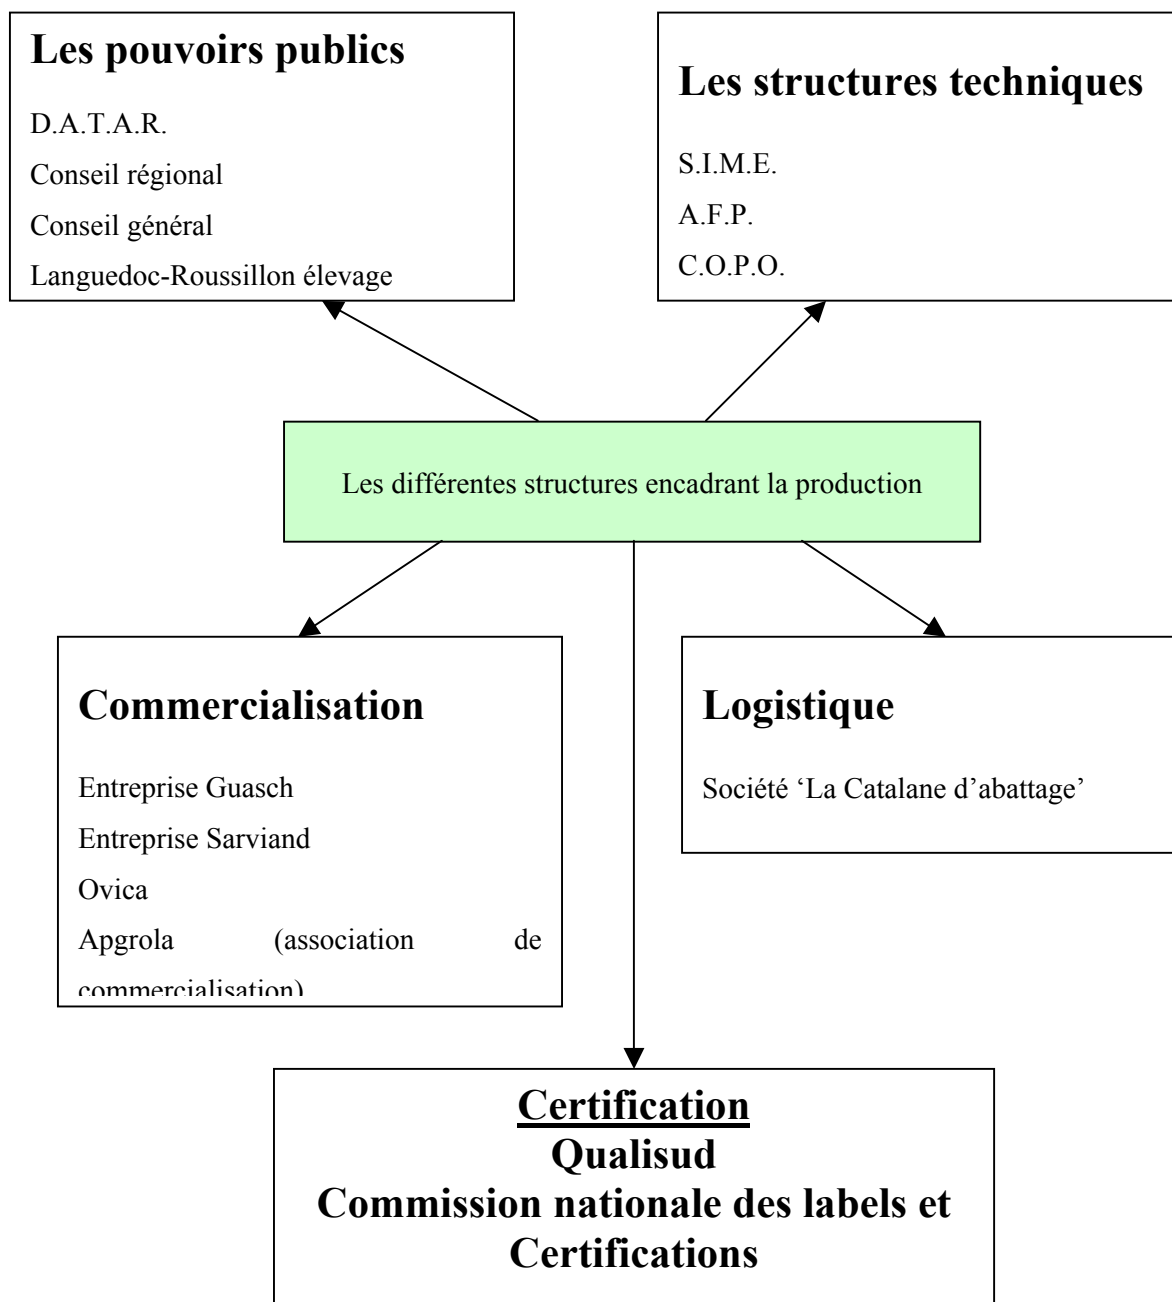 Les pouvoirs publics
D.A.T.A.R.
Conseil régional
Conseil général
Languedoc-Roussillon élevage
Les structures techniques
S.I.M.E.
A.F.P.
C.O.P.O.
Les différentes structures encadrant la production
Commercialisation
Entreprise Guasch
Entreprise Sarviand
Ovica
Apgrola (association de
commercialisation)
Logistique
Société ‘La Catalane d’abattage’
Certification
Qualisud
Commission nationale des labels et
Certifications